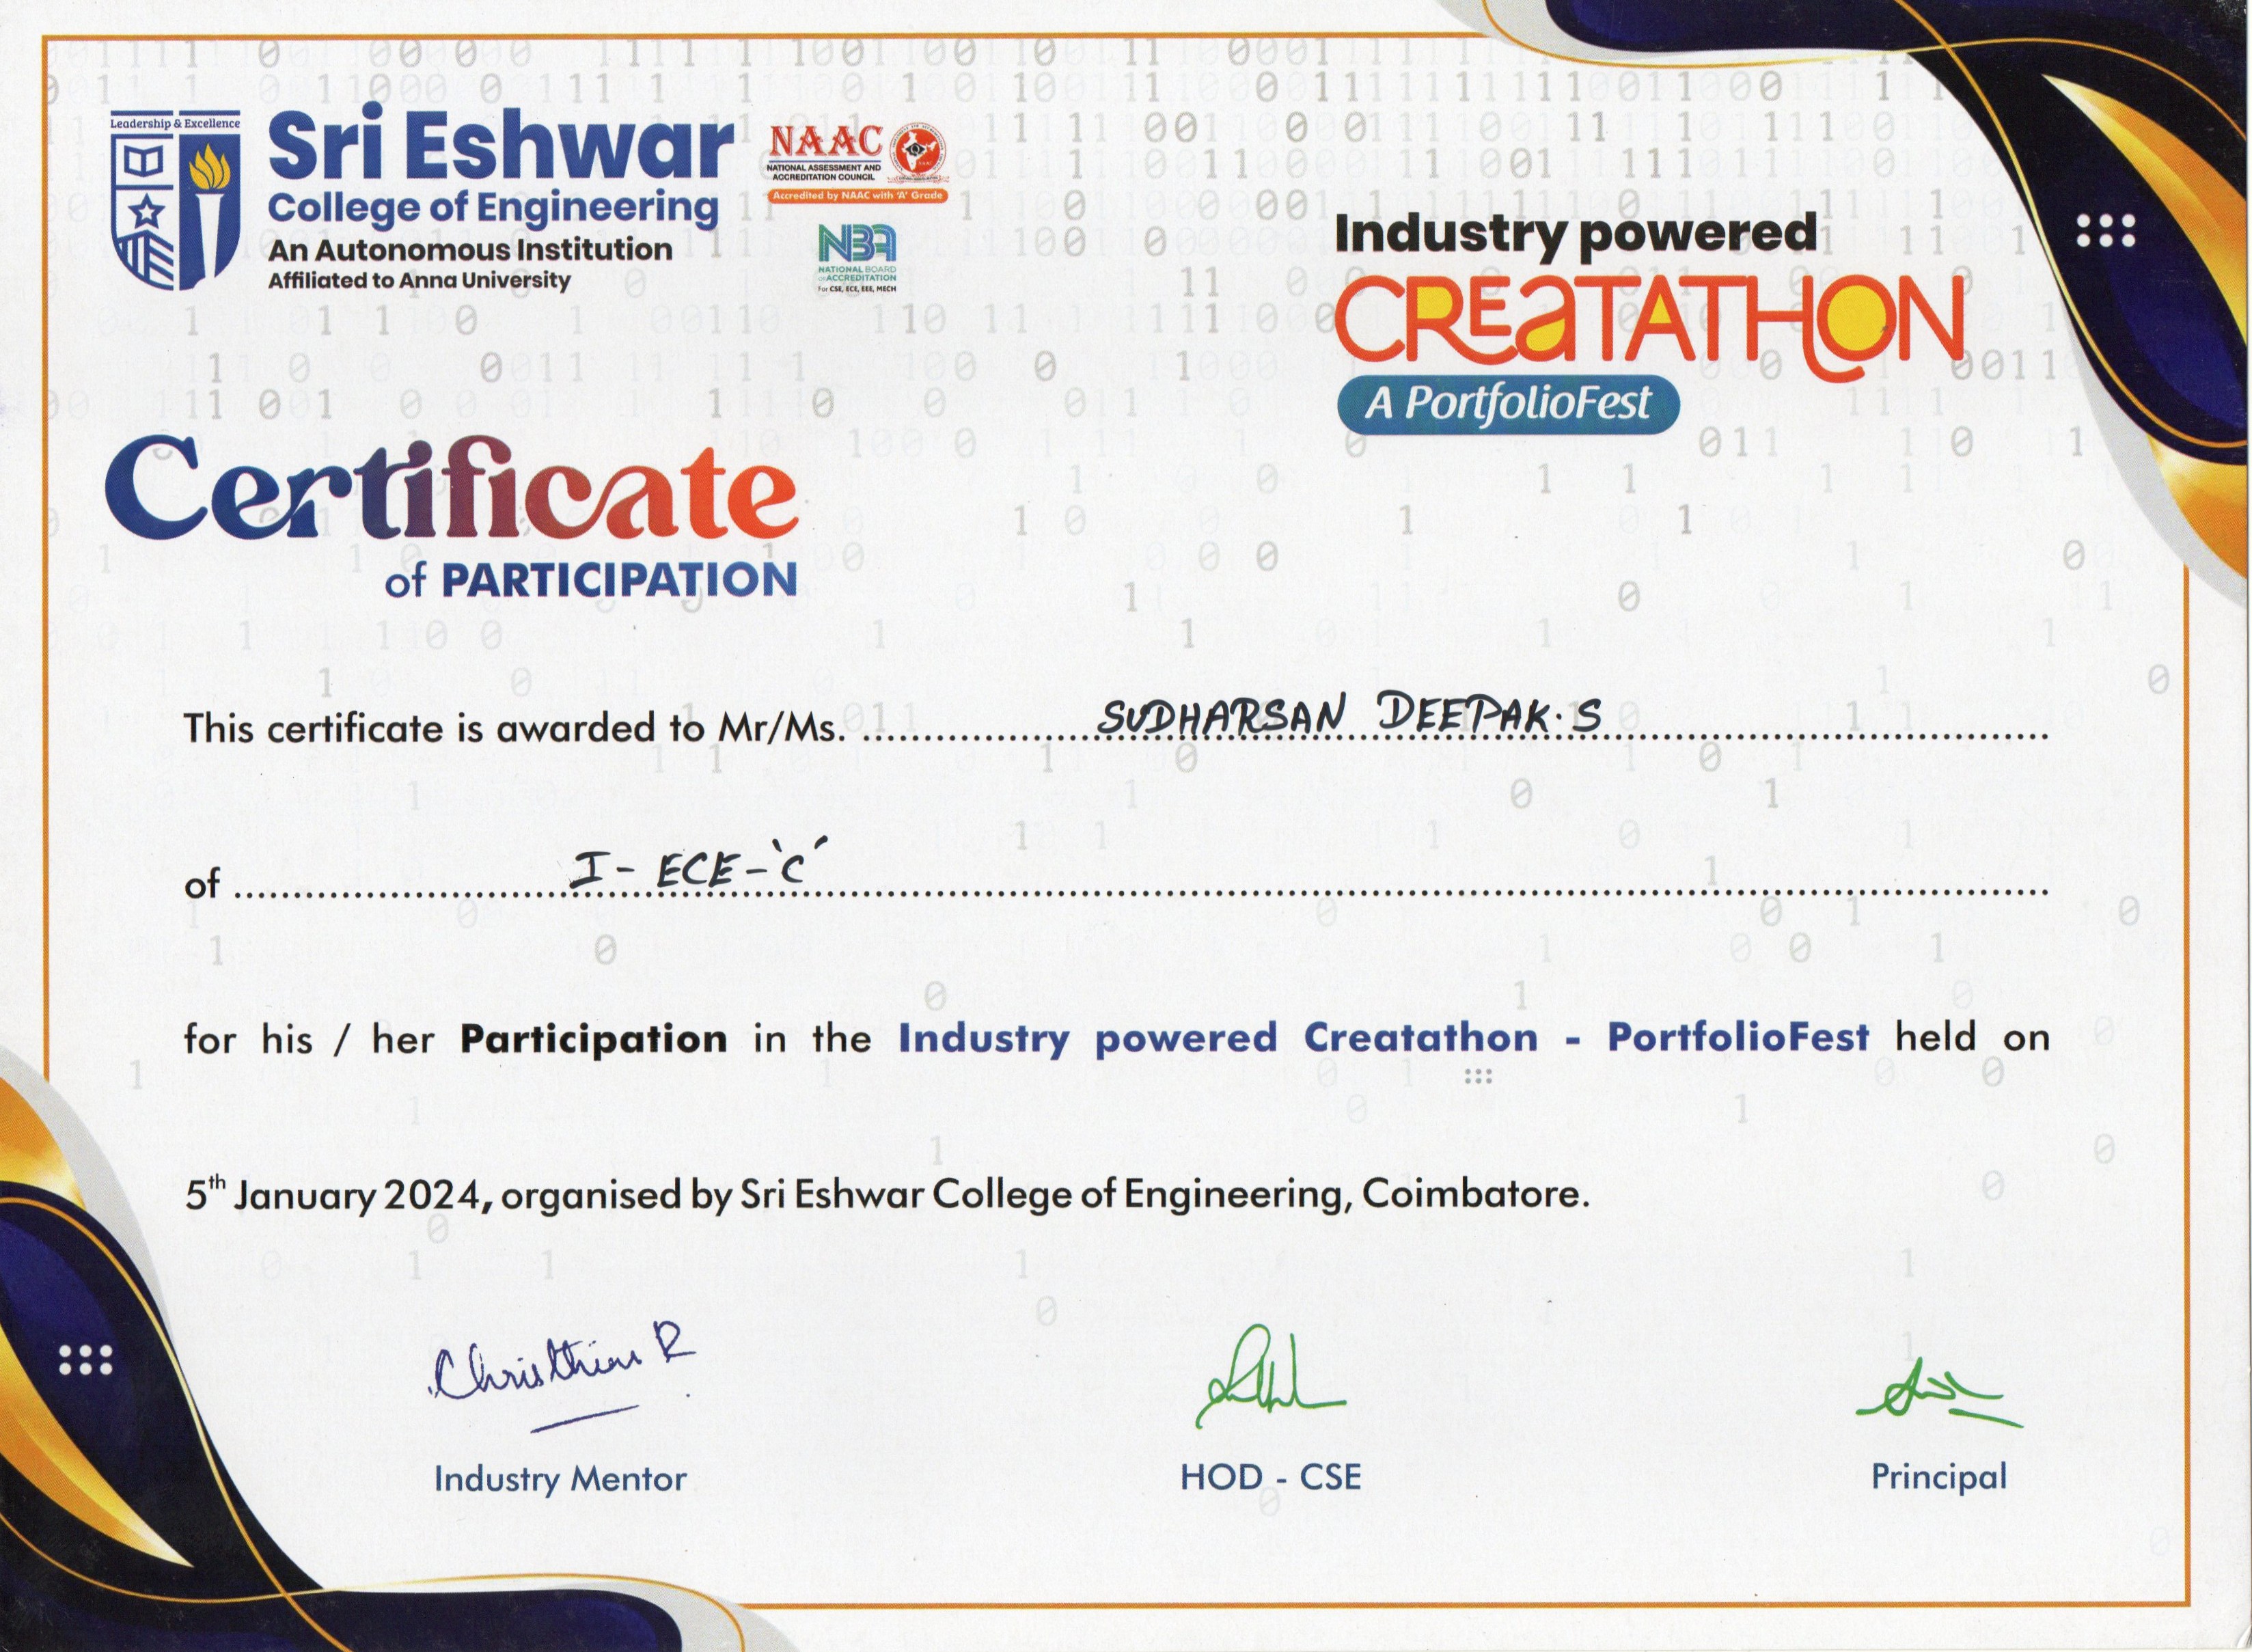 Leadership & Excellence
Sri Eshwar
College of Engineering
An Autonomous Institution
Affiliated to Anna University
NAAC
NATIONAL ASSESSMENT AND
ACCREDITATION COUNCIL
Accredited by NAAC with 'A' Grade
NBA
NATIONAL BOARD
of ACCREDITATION
For CSE, ECE, EEE, MECH
Industry powered
CREaTATHON
A PortfolioFest
Certificate
of PARTICIPATION
This certificate is awarded to Mr/Ms. SUDHARSAN DEEPAK.S
of I - ECE - 'C'
for his / her Participation in the Industry powered Creatathon - PortfolioFest held on
5th January 2024, organised by Sri Eshwar College of Engineering, Coimbatore.
Industry Mentor
HOD - CSE
Principal